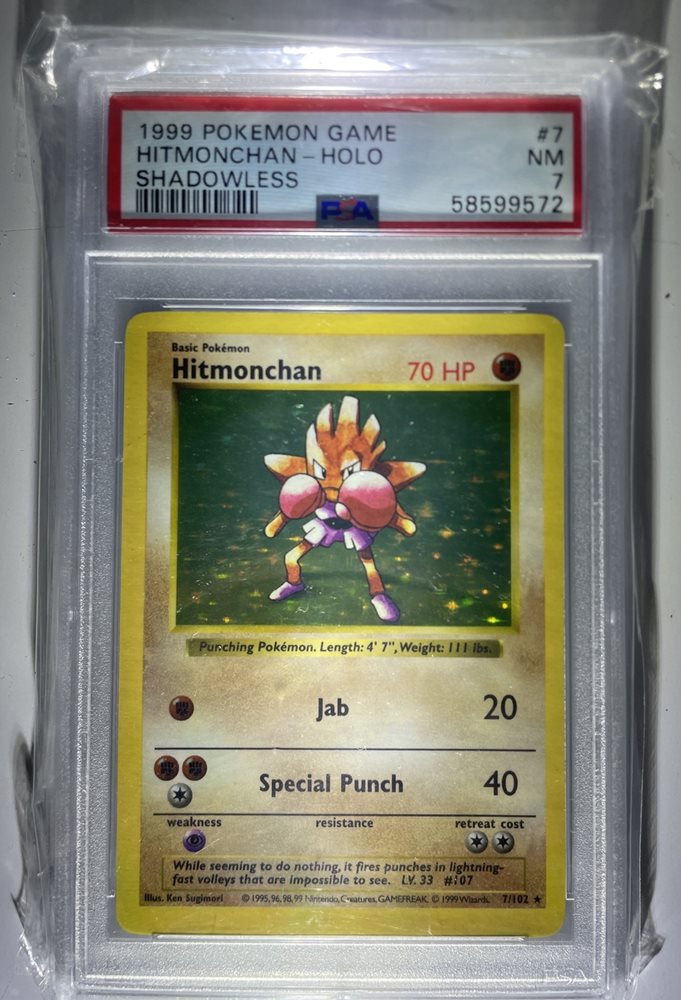 1999 POKEMON GAME #7
HITMONCHAN – HOLO NM
SHADOWLESS 7
PSA 58599572
Basic Pokémon
Hitmonchan 70 HP
Punching Pokémon. Length: 4' 7", Weight: 111 lbs.
Jab 20
Special Punch 40
weakness resistance retreat cost
While seeming to do nothing, it fires punches in lightning-
fast volleys that are impossible to see. LV. 33 #107
Illus. Ken Sugimori © 1995, 96, 98, 99 Nintendo, Creatures, GAMEFREAK. © 1999 Wizards. 7/102 ★